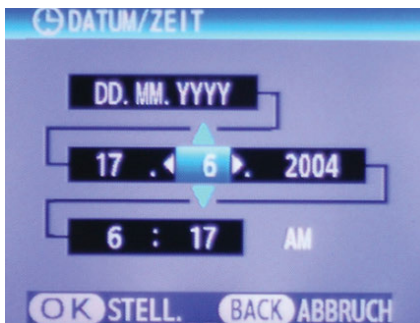 DATUM/ZEIT
DD. MM. YYYY
17 . 6 . 2004
6 : 17 AM
OK STELL. BACK ABBRUCH